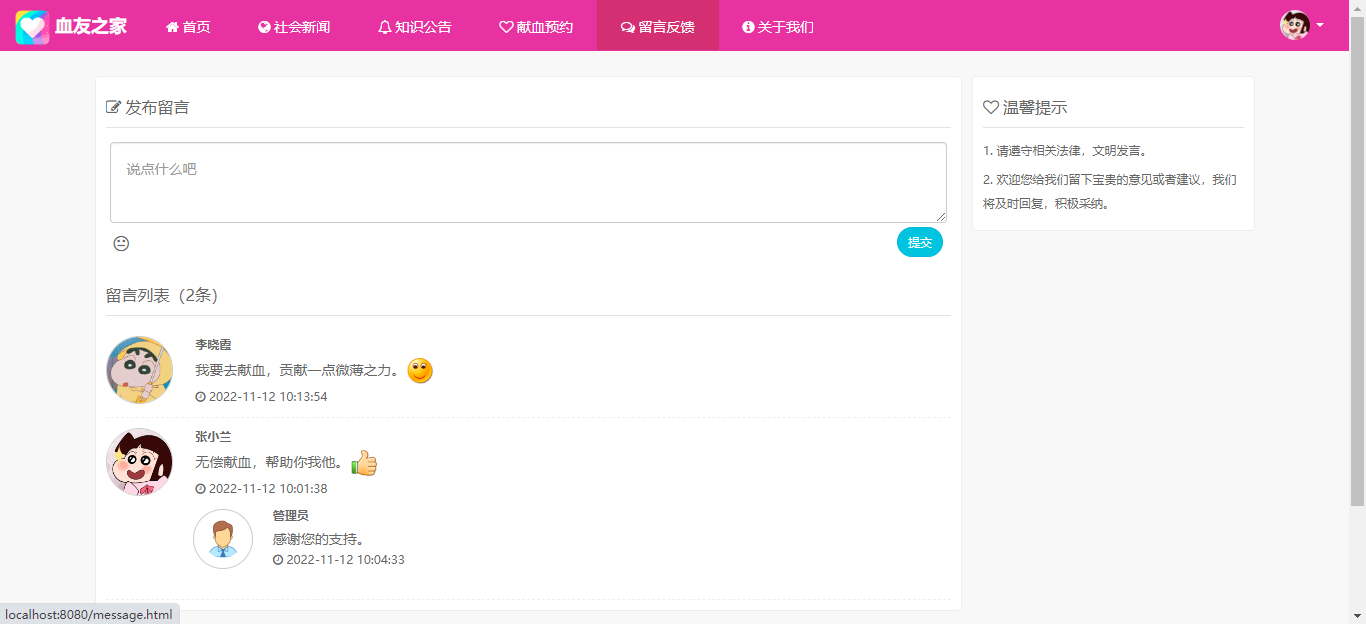 血友之家
首页
社会新闻
知识公告
献血预约
留言反馈
关于我们
发布留言
说点什么吧
提交
留言列表（2条）
李晓霞
我要去献血，贡献一点微薄之力。
2022-11-12 10:13:54
张小兰
无偿献血，帮助你我他。
2022-11-12 10:01:38
管理员
感谢您的支持。
2022-11-12 10:04:33
温馨提示
1. 请遵守相关法律，文明发言。
2. 欢迎您给我们留下宝贵的意见或者建议，我们
将及时回复，积极采纳。
localhost:8080/message.html